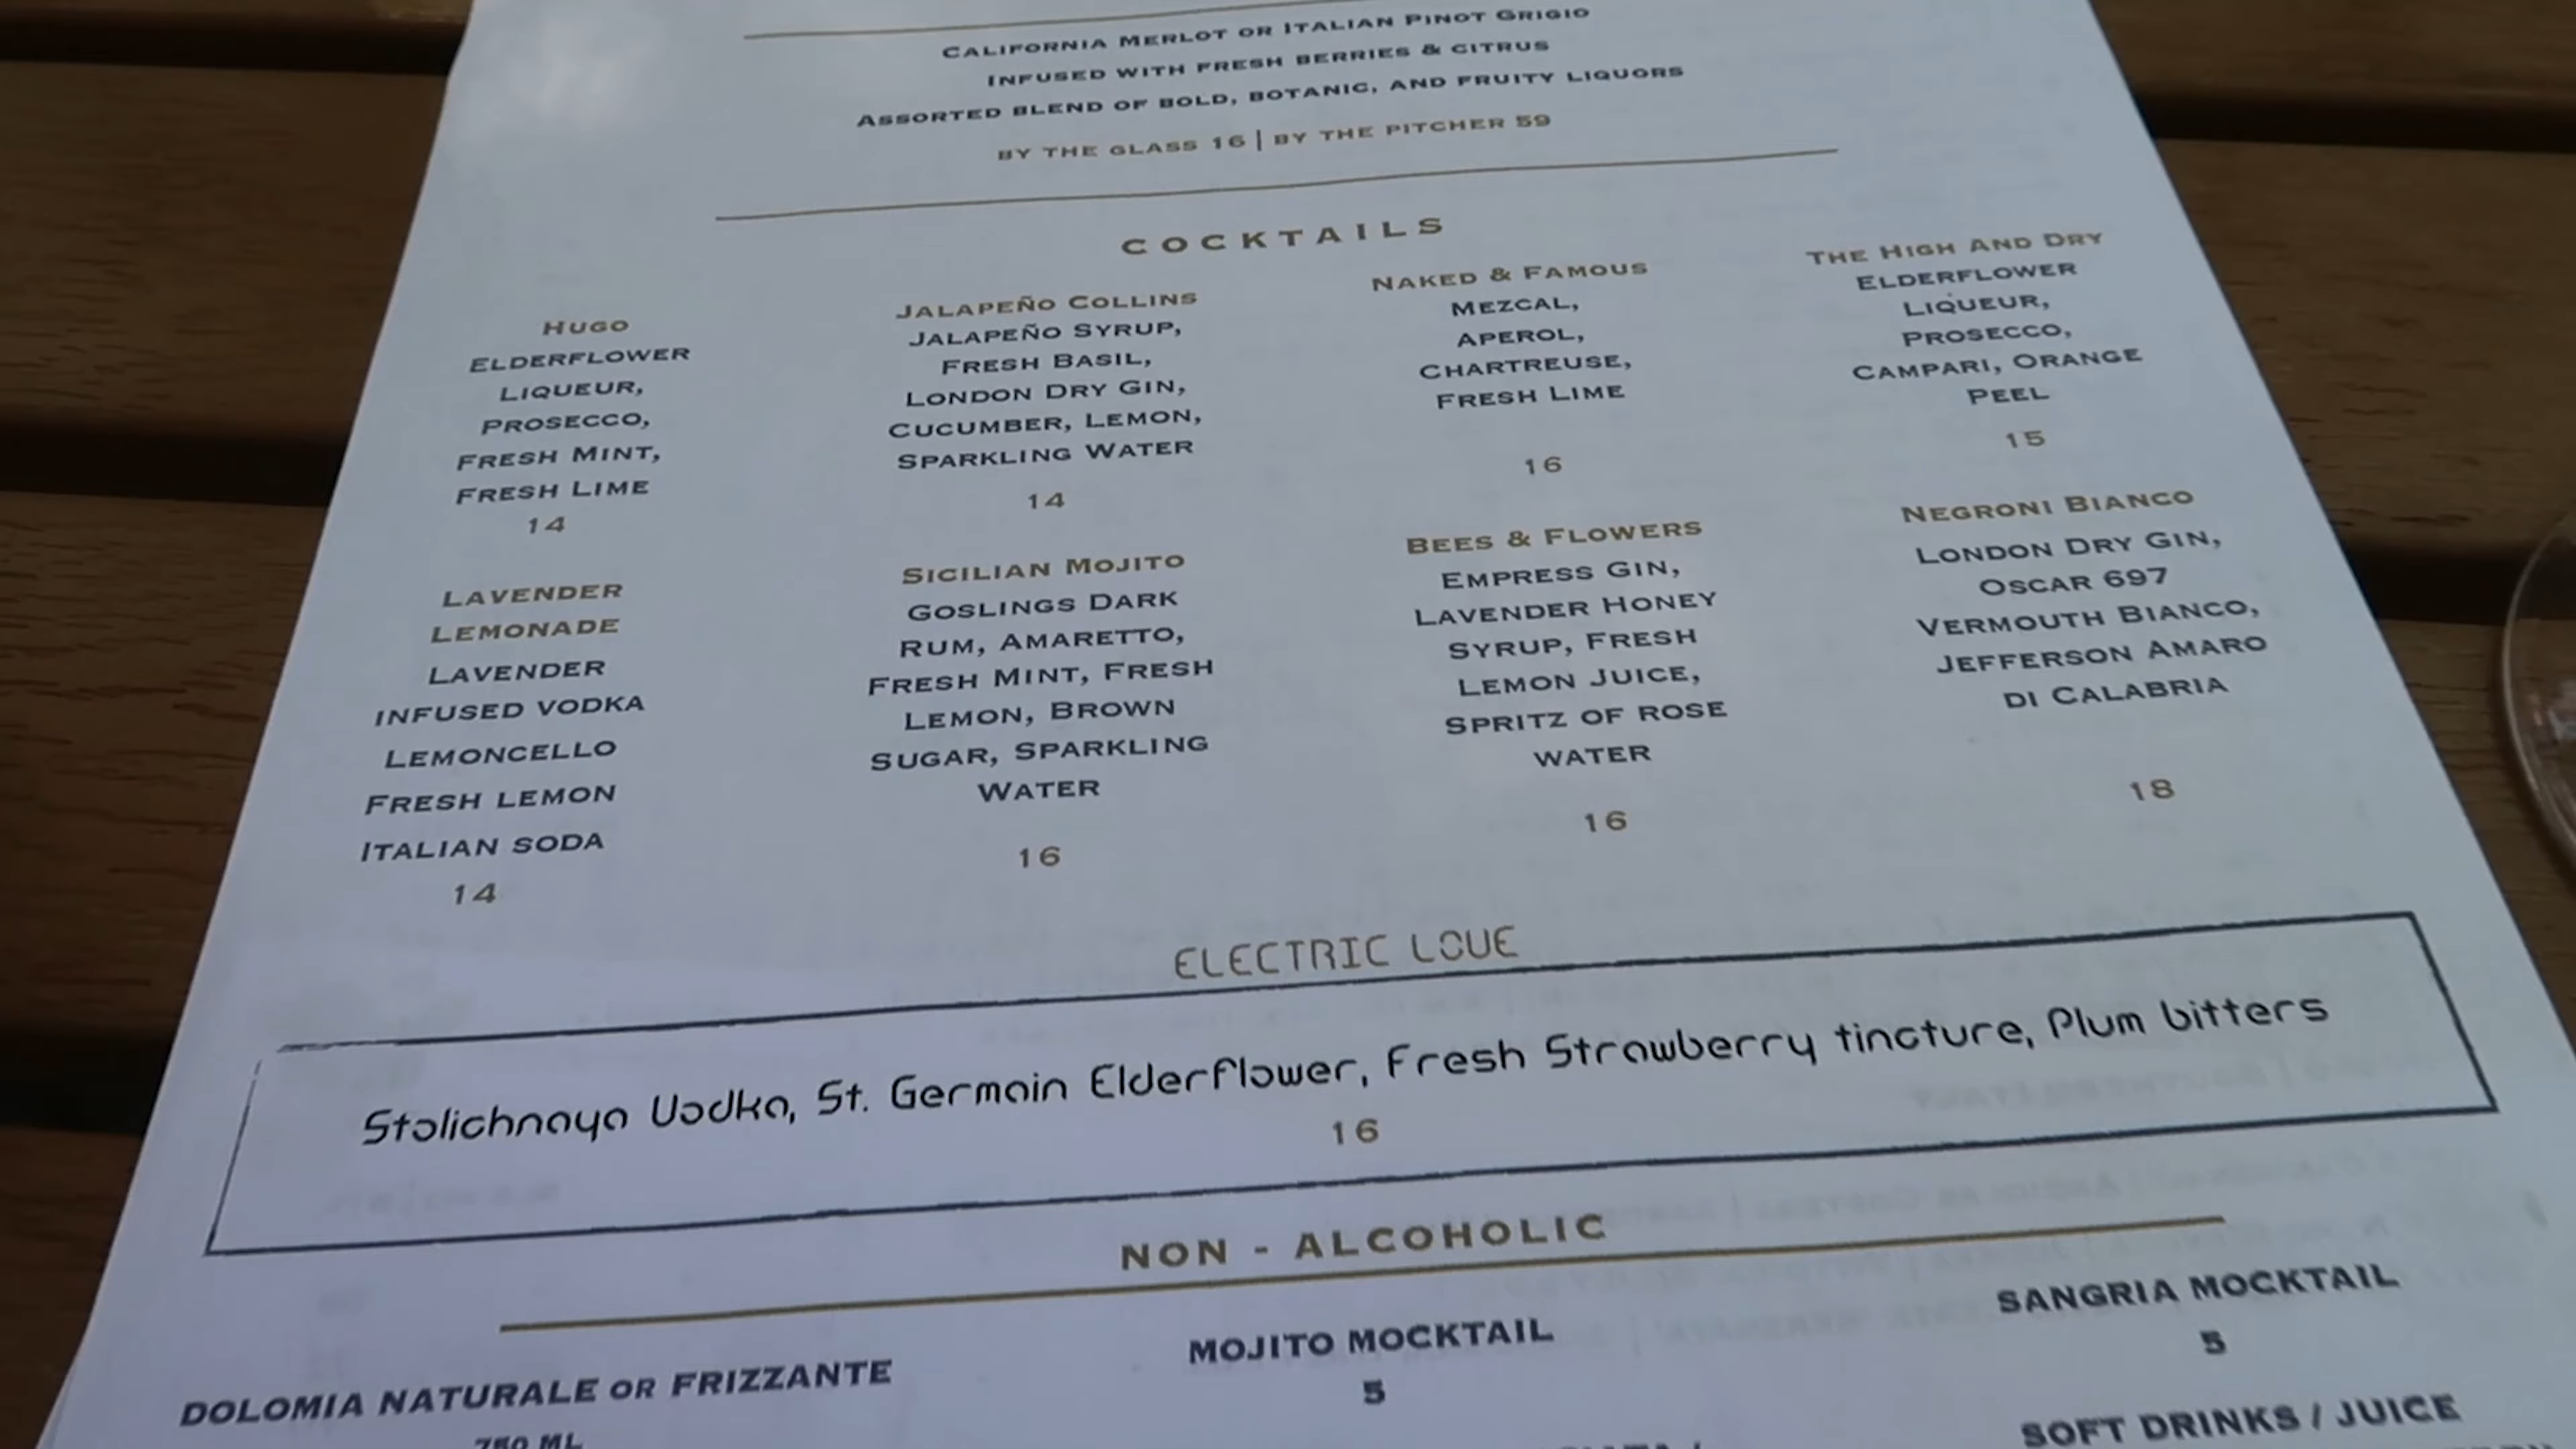 California Merlot or Italian Pinot Grigio
Infused with fresh berries & citrus
Assorted blend of bold, botanic, and fruity liquors
by the glass 16 | by the pitcher 59
COCKTAILS
Hugo
Elderflower
Liqueur,
Prosecco,
Fresh Mint,
Fresh Lime
14
Jalapeño Collins
Jalapeño Syrup,
Fresh Basil,
London Dry Gin,
Cucumber, Lemon,
Sparkling Water
14
Naked & Famous
Mezcal,
Aperol,
Chartreuse,
Fresh Lime
16
The High and Dry
Elderflower
Liqueur,
Prosecco,
Campari, Orange
Peel
15
Lavender
Lemonade
Lavender
infused vodka
Lemoncello
Fresh lemon
Italian soda
14
Sicilian Mojito
Goslings Dark
Rum, Amaretto,
Fresh Mint, Fresh
Lemon, Brown
Sugar, Sparkling
Water
16
Bees & Flowers
Empress Gin,
Lavender Honey
Syrup, Fresh
Lemon Juice,
Spritz of rose
water
16
Negroni Bianco
London Dry Gin,
Oscar 697
Vermouth Bianco,
Jefferson Amaro
di Calabria
18
ELECTRIC LOVE
Stolichnaya Vodka, St. Germain Elderflower, Fresh Strawberry tincture, Plum bitters
16
NON - ALCOHOLIC
DOLOMIA NATURALE OR FRIZZANTE
750 ML
MOJITO MOCKTAIL
5
SANGRIA MOCKTAIL
5
SOFT DRINKS / JUICE